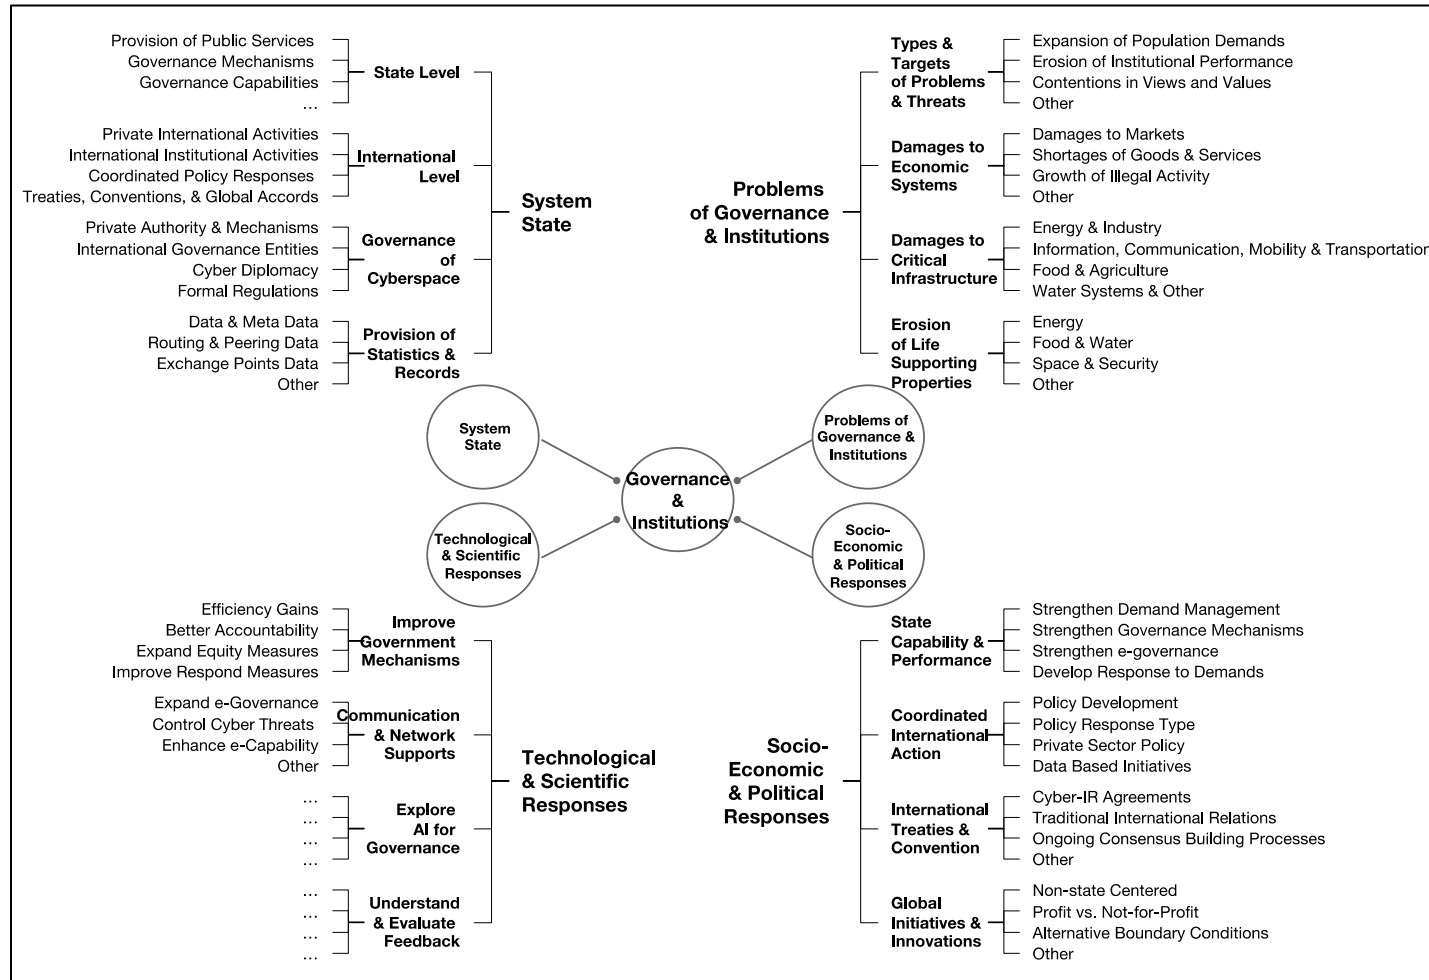 Provision of Public Services
Governance Mechanisms
Governance Capabilities
...
State Level
Private International Activities
International Institutional Activities
Coordinated Policy Responses
Treaties, Conventions, & Global Accords
International
Level
Private Authority & Mechanisms
International Governance Entities
Cyber Diplomacy
Formal Regulations
Governance
of
Cyberspace
Data & Meta Data
Routing & Peering Data
Exchange Points Data
Other
Provision of
Statistics &
Records
System
State
Problems
of Governance
& Institutions
Types &
Targets
of Problems
& Threats
Expansion of Population Demands
Erosion of Institutional Performance
Contentions in Views and Values
Other
Damages to
Economic
Systems
Damages to Markets
Shortages of Goods & Services
Growth of Illegal Activity
Other
Damages to
Critical
Infrastructure
Energy & Industry
Information, Communication, Mobility & Transportation
Food & Agriculture
Water Systems & Other
Erosion
of Life
Supporting
Properties
Energy
Food & Water
Space & Security
Other
System
State
Problems of
Governance &
Institutions
Governance
&
Institutions
Technological
& Scientific
Responses
Socio-
Economic
& Political
Responses
Efficiency Gains
Better Accountability
Expand Equity Measures
Improve Respond Measures
Improve
Government
Mechanisms
Expand e-Governance
Control Cyber Threats
Enhance e-Capability
Other
Communication
& Network
Supports
...
...
...
...
Explore
AI for
Governance
...
...
...
...
Understand
& Evaluate
Feedback
Technological
& Scientific
Responses
Socio-
Economic
& Political
Responses
State
Capability &
Performance
Strengthen Demand Management
Strengthen Governance Mechanisms
Strengthen e-governance
Develop Response to Demands
Coordinated
International
Action
Policy Development
Policy Response Type
Private Sector Policy
Data Based Initiatives
International
Treaties &
Convention
Cyber-IR Agreements
Traditional International Relations
Ongoing Consensus Building Processes
Other
Global
Initiatives &
Innovations
Non-state Centered
Profit vs. Not-for-Profit
Alternative Boundary Conditions
Other